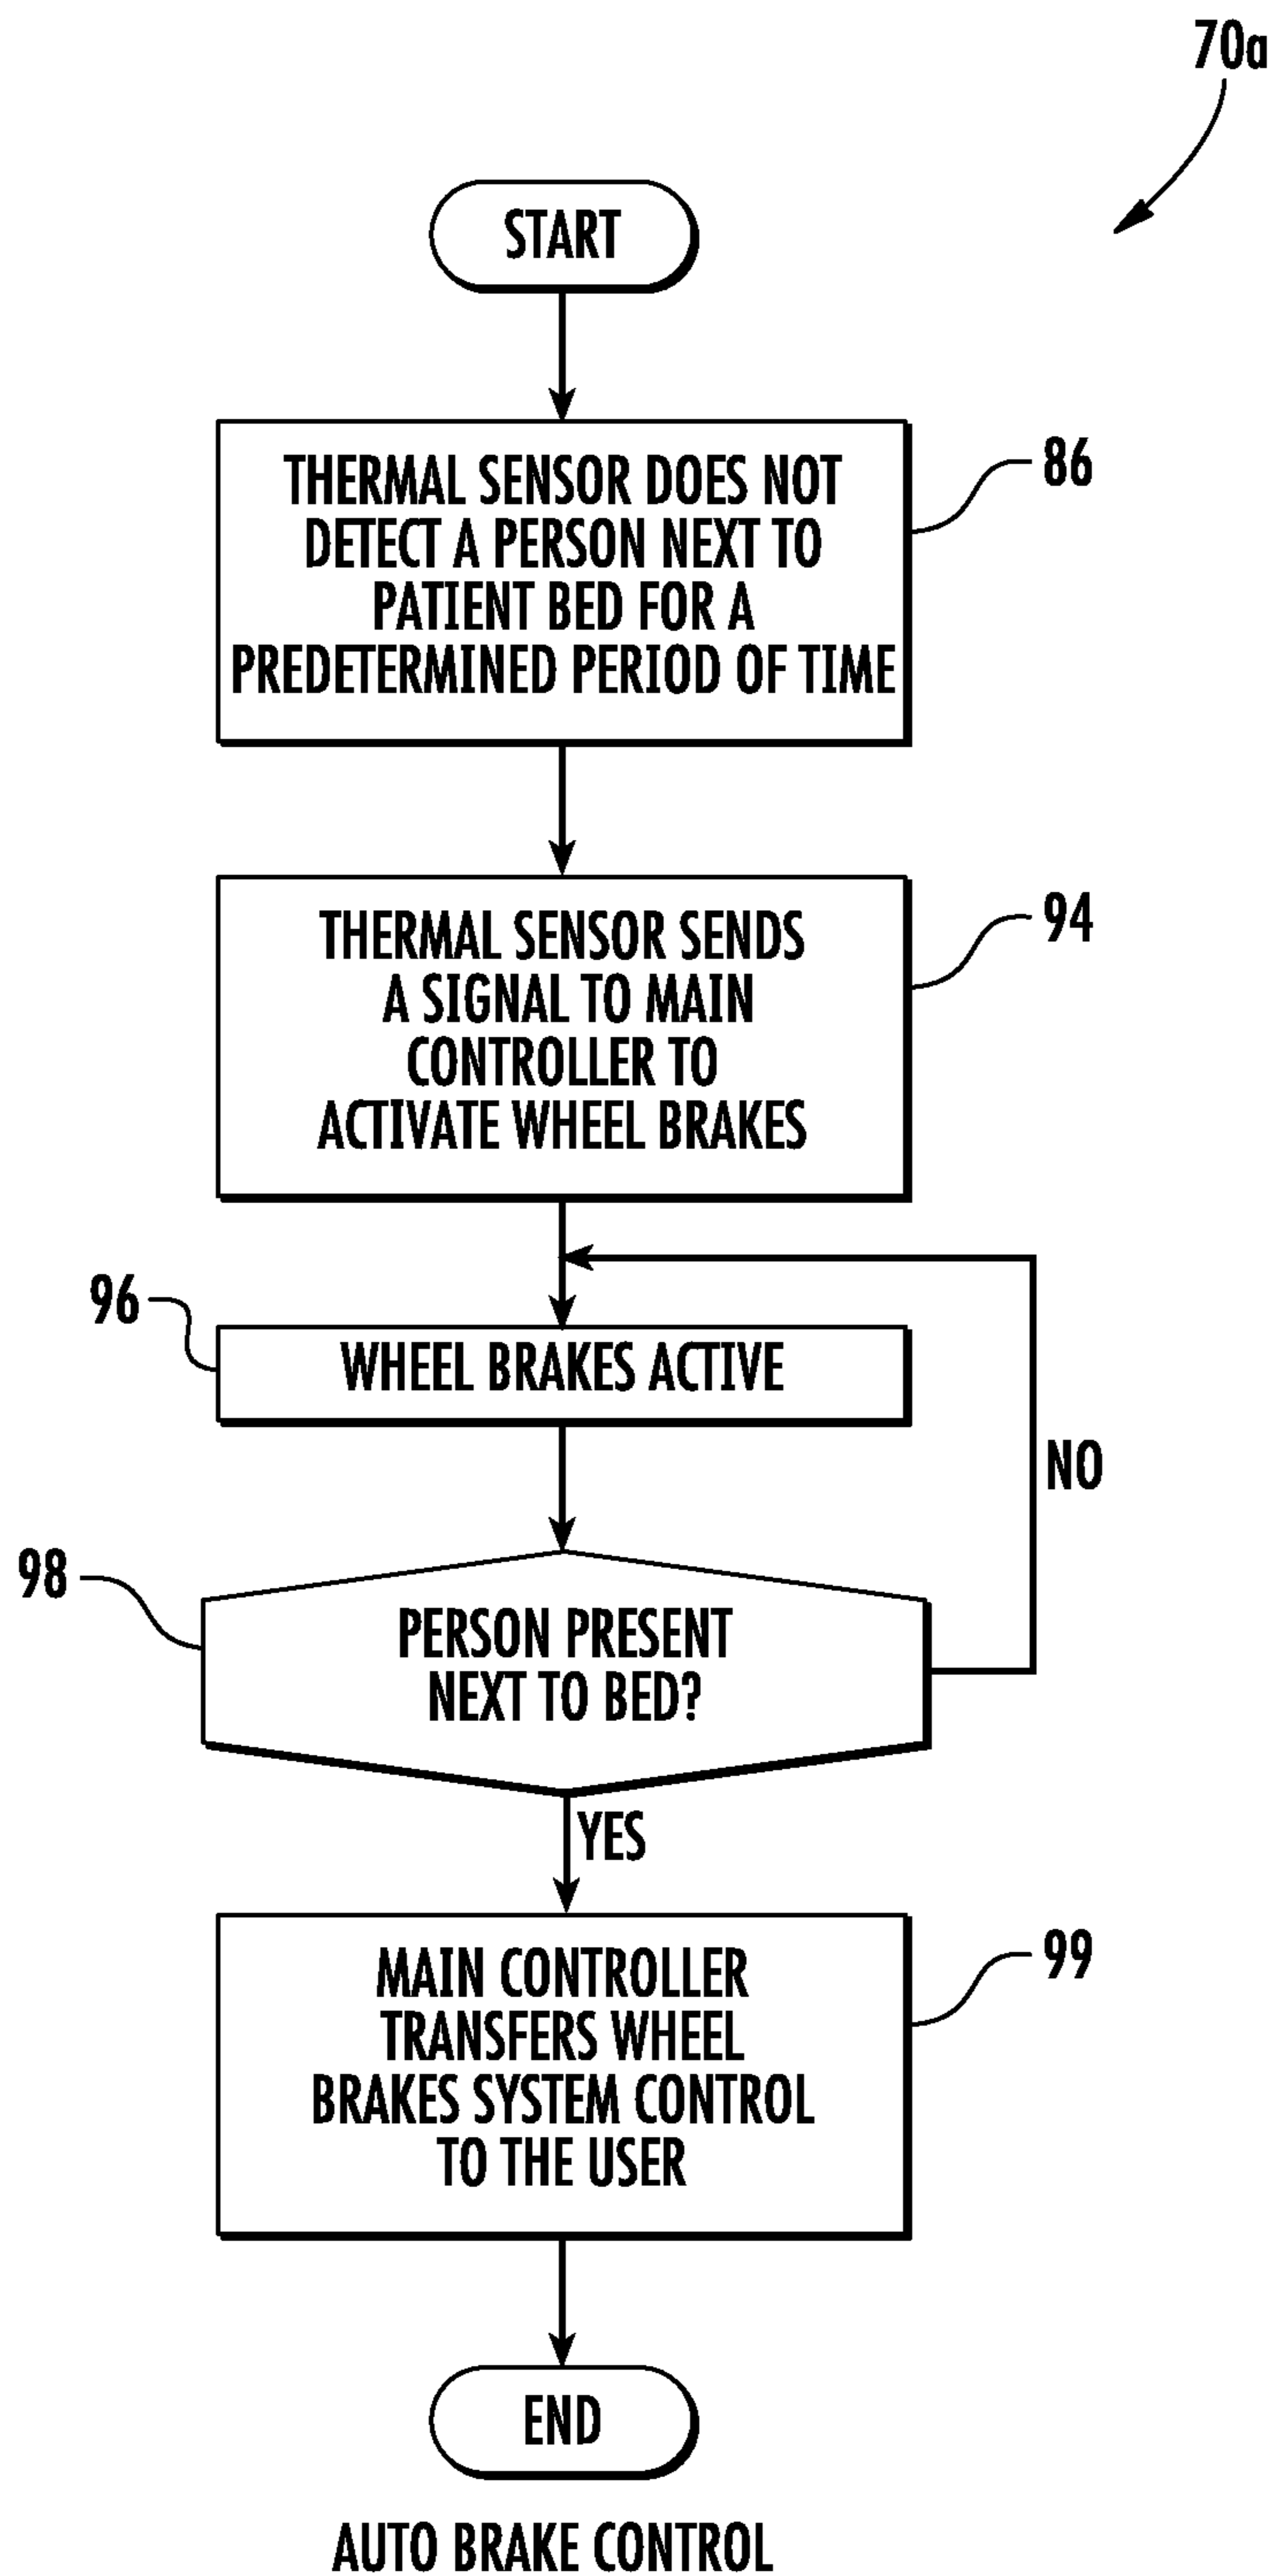 70a
START
THERMAL SENSOR DOES NOT
DETECT A PERSON NEXT TO
PATIENT BED FOR A
PREDETERMINED PERIOD OF TIME
86
THERMAL SENSOR SENDS
A SIGNAL TO MAIN
CONTROLLER TO
ACTIVATE WHEEL BRAKES
94
96
WHEEL BRAKES ACTIVE
NO
98
PERSON PRESENT
NEXT TO BED?
YES
MAIN CONTROLLER
TRANSFERS WHEEL
BRAKES SYSTEM CONTROL
TO THE USER
99
END
AUTO BRAKE CONTROL